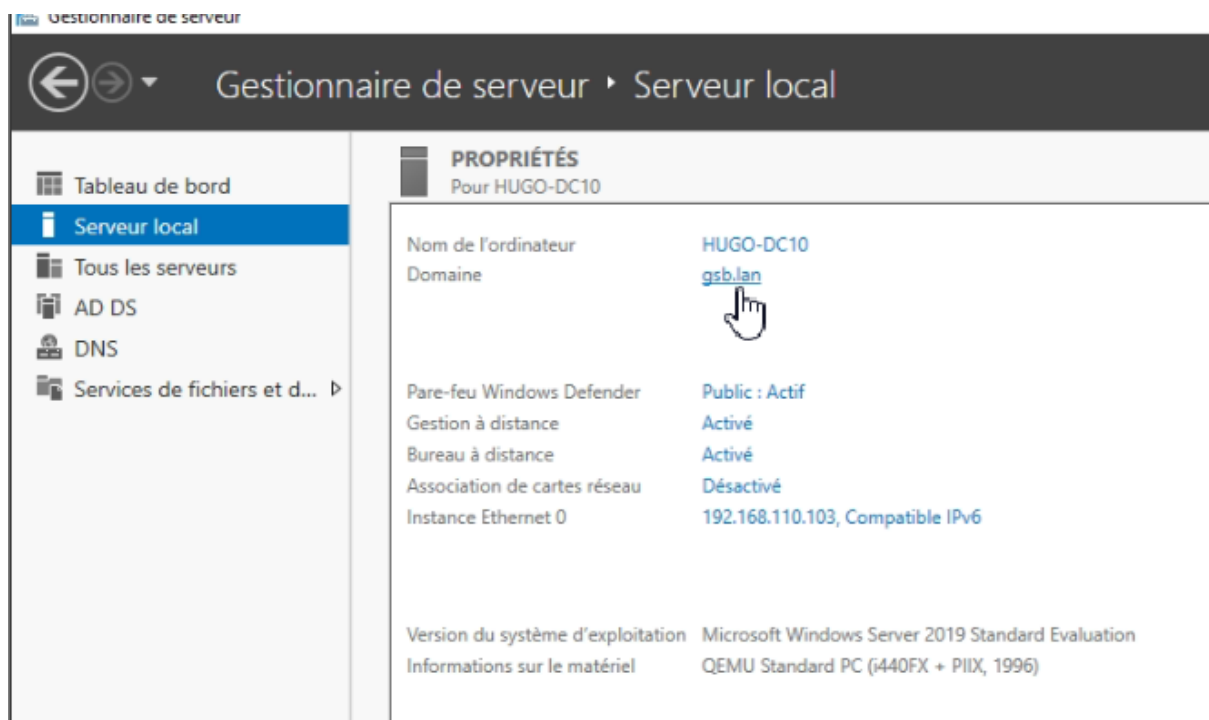 Gestionnaire de serveur
Gestionnaire de serveur ‣ Serveur local
Tableau de bord
Serveur local
Tous les serveurs
AD DS
DNS
Services de fichiers et d...
PROPRIÉTÉS
Pour HUGO-DC10
Nom de l'ordinateur HUGO-DC10
Domaine gsb.lan
Pare-feu Windows Defender Public : Actif
Gestion à distance Activé
Bureau à distance Activé
Association de cartes réseau Désactivé
Instance Ethernet 0 192.168.110.103, Compatible IPv6
Version du système d'exploitation Microsoft Windows Server 2019 Standard Evaluation
Informations sur le matériel QEMU Standard PC (i440FX + PIIX, 1996)